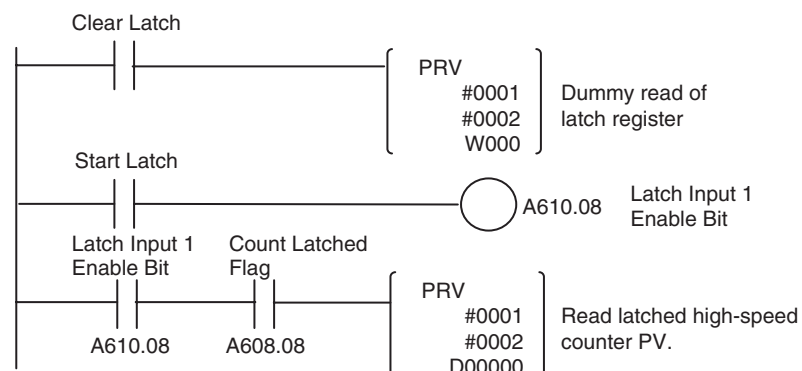 Clear Latch
PRV
#0001
#0002
W000
Dummy read of
latch register
Start Latch
A610.08
Latch Input 1
Enable Bit
Latch Input 1
Enable Bit
Count Latched
Flag
A610.08
A608.08
PRV
#0001
#0002
D00000
Read latched high-speed
counter PV.